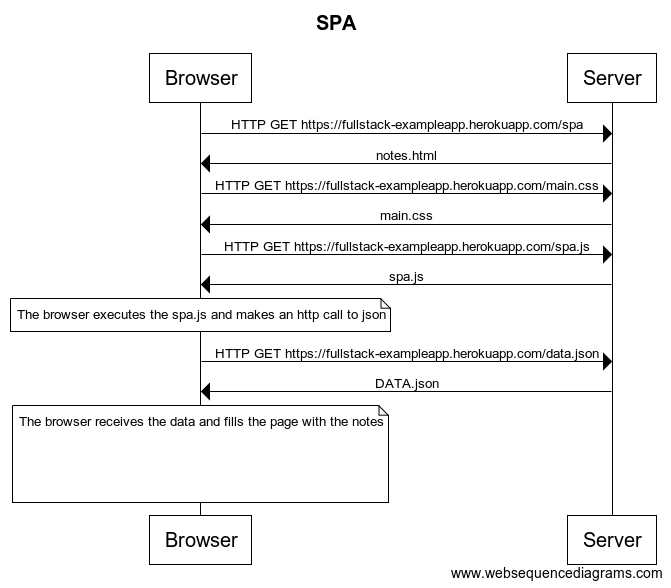 SPA
Browser
Server
HTTP GET https://fullstack-exampleapp.herokuapp.com/spa
notes.html
HTTP GET https://fullstack-exampleapp.herokuapp.com/main.css
main.css
HTTP GET https://fullstack-exampleapp.herokuapp.com/spa.js
spa.js
The browser executes the spa.js and makes an http call to json
HTTP GET https://fullstack-exampleapp.herokuapp.com/data.json
DATA.json
The browser receives the data and fills the page with the notes
Browser
Server
www.websequencediagrams.com